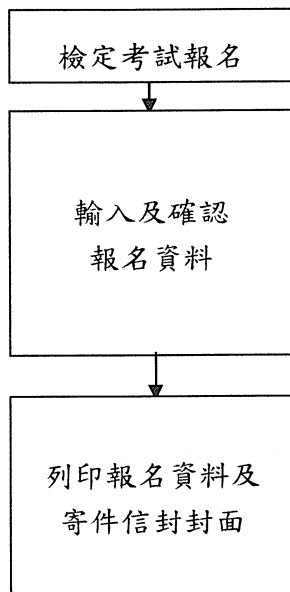 檢定考試報名
輸入及確認
報名資料
列印報名資料及
寄件信封封面